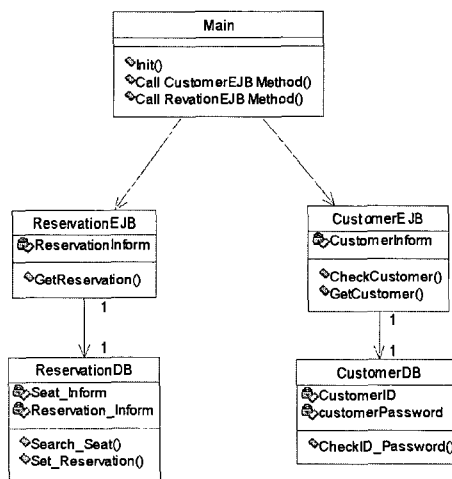 Main
Init()
Call CustomerEJB Method()
Call RevationEJB Method()
ReservationEJB
ReservationInform
GetReservation()
CustomerEJB
CustomerInform
CheckCustomer()
GetCustomer()
1
1
1
1
ReservationDB
Seat_Inform
Reservation_Inform
Search_Seat()
Set_Reservation()
CustomerDB
CustomerID
customerPassword
CheckID_Password()